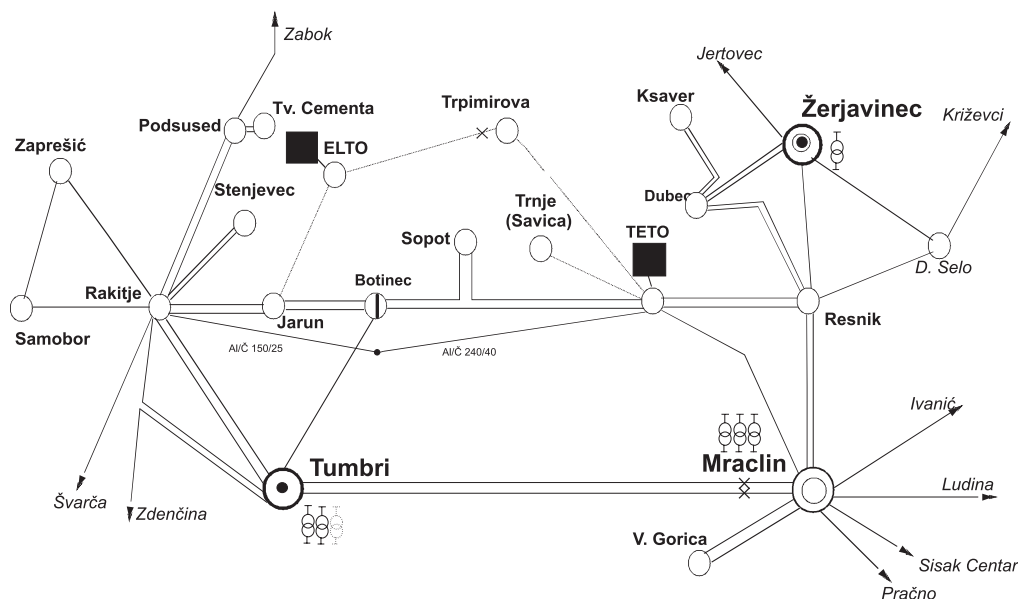 Zabok
Jertovec
Ksaver
Žerjavinec
Križevci
Tv. Cementa
Trpimirova
Podsused
Zaprešić
ELTO
Stenjevec
Dubec
Trnje
(Savica)
TETO
Sopot
D. Selo
Rakitje
Botinec
Jarun
Resnik
Samobor
Al/Č 150/25
Al/Č 240/40
Ivanić
Tumbri
Mraclin
Ludina
Švarča
Zdenčina
V. Gorica
Sisak Centar
Pračno